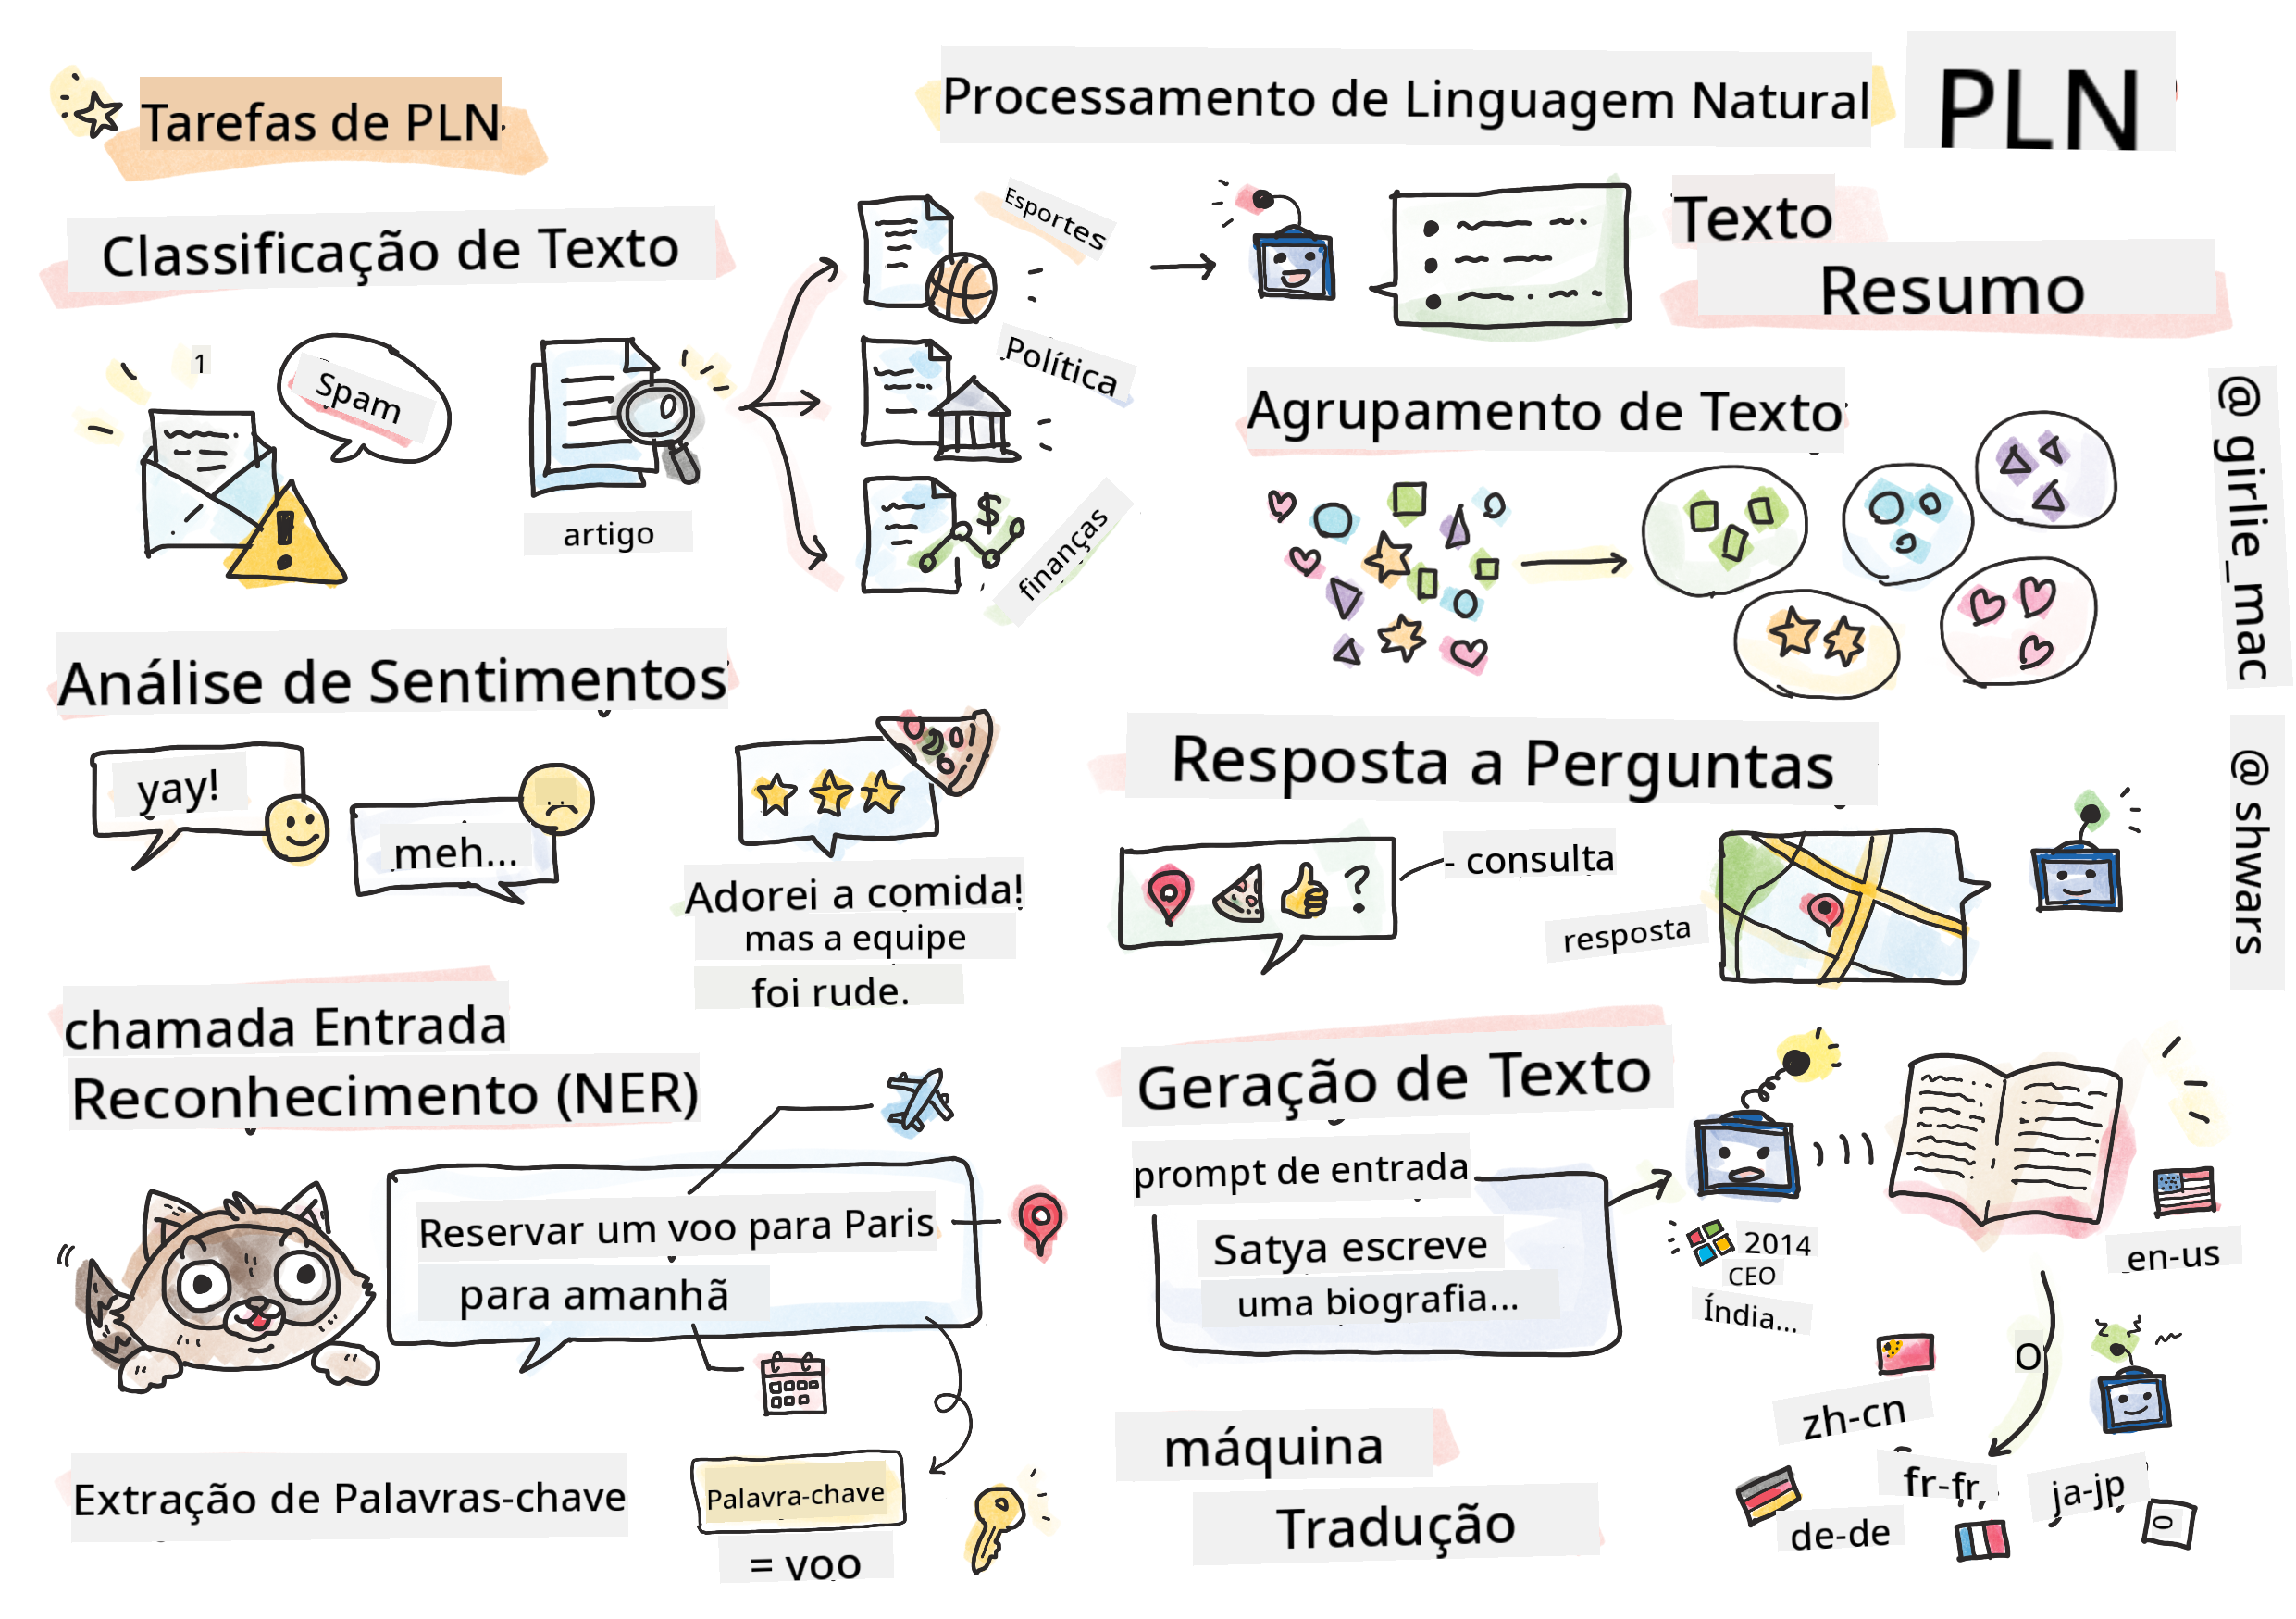 Tarefas de PLN
Processamento de Linguagem Natural
PLN
Classificação de Texto
1
Spam
artigo
Esportes
Política
$
finanças
Texto
Resumo
Agrupamento de Texto
@ girlie_mac
@ shwars
Análise de Sentimentos
yay!
meh...
Adorei a comida!
mas a equipe
foi rude.
Resposta a Perguntas
?
- consulta
resposta
chamada Entrada
Reconhecimento (NER)
Reservar um voo para Paris
para amanhã
Extração de Palavras-chave
Palavra-chave
= voo
Geração de Texto
prompt de entrada
Satya escreve
uma biografia...
2014
CEO
Índia...
máquina
Tradução
en-us
O
zh-cn
fr-fr,
ja-jp
de-de
0